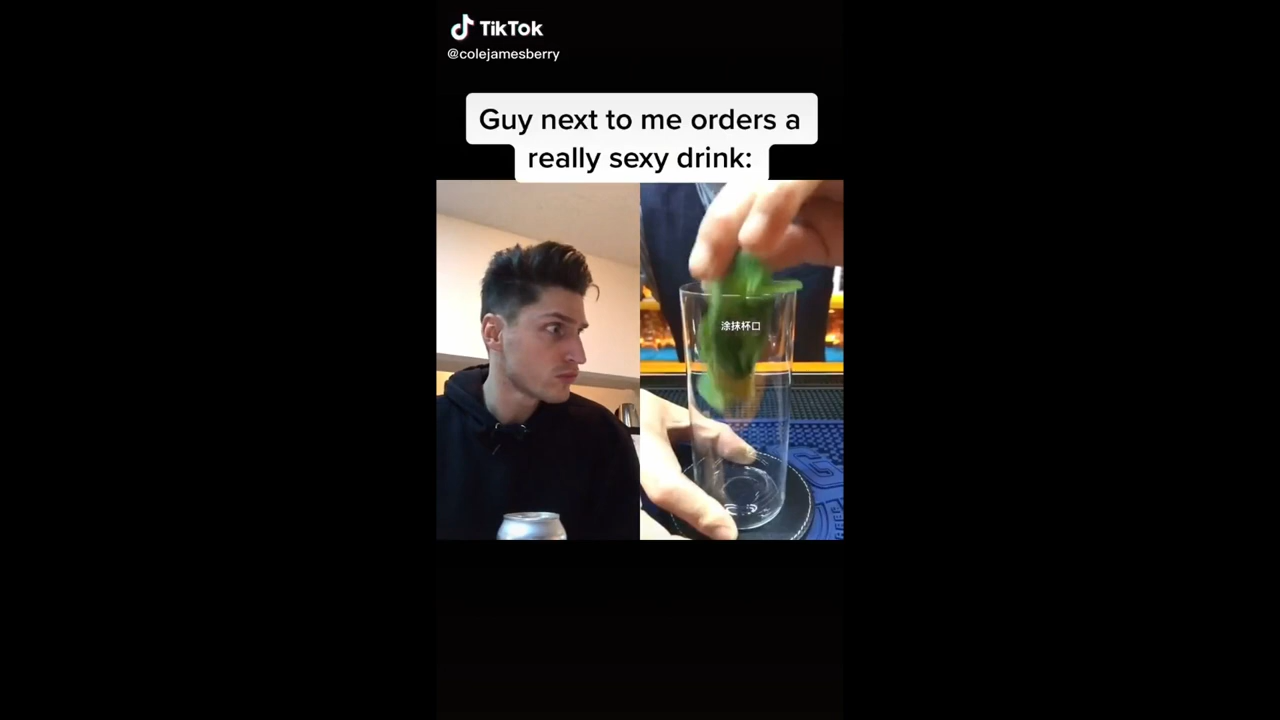 TikTok
@colejamesberry
Guy next to me orders a
really sexy drink:
涂抹杯口